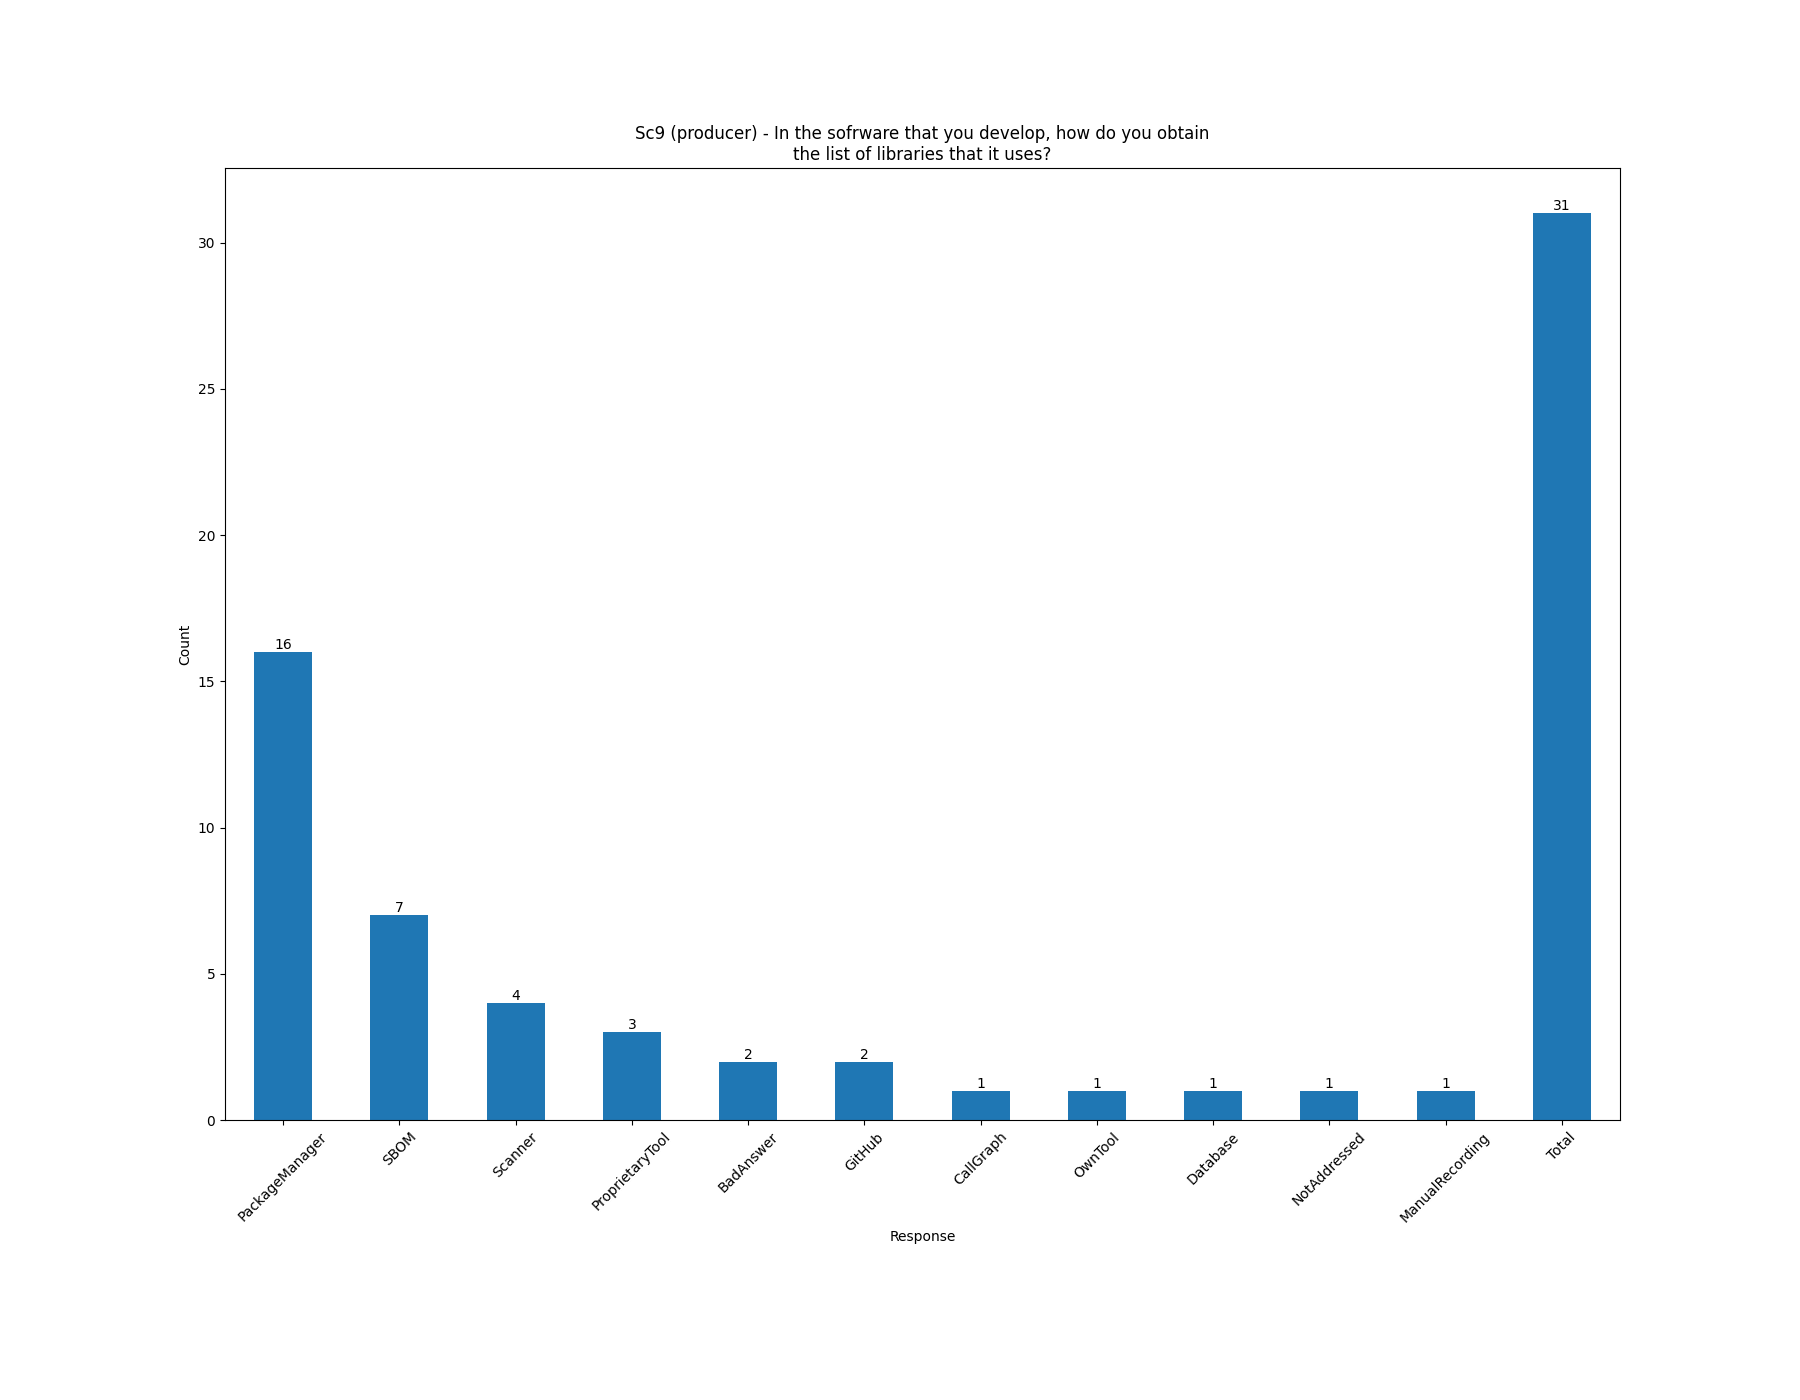 Sc9 (producer) - In the sofrware that you develop, how do you obtain
the list of libraries that it uses?
Count
30
25
20
15
10
5
0
16
7
4
3
2
2
1
1
1
1
1
31
PackageManager
SBOM
Scanner
ProprietaryTool
BadAnswer
GitHub
CallGraph
OwnTool
Database
NotAddressed
ManualRecording
Total
Response